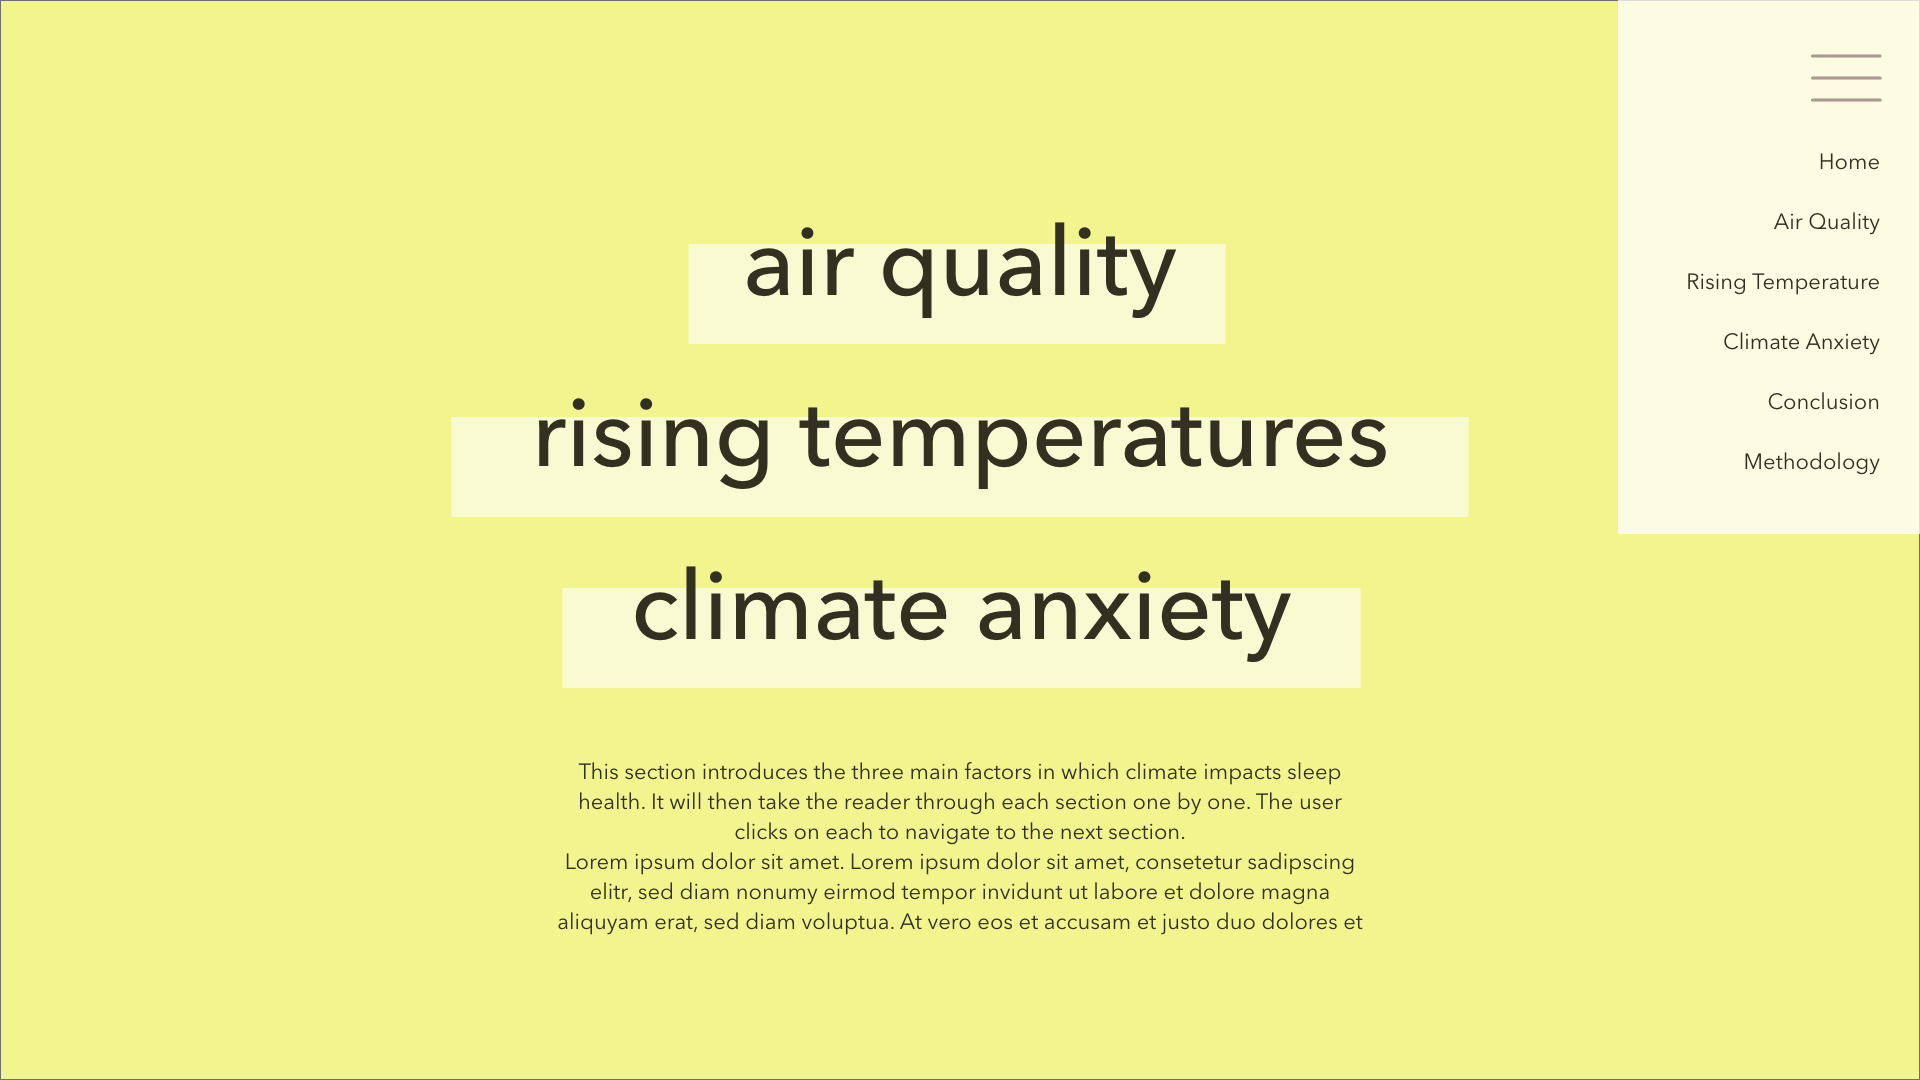 air quality
rising temperatures
climate anxiety
This section introduces the three main factors in which climate impacts sleep
health. It will then take the reader through each section one by one. The user
clicks on each to navigate to the next section.
Lorem ipsum dolor sit amet. Lorem ipsum dolor sit amet, consetetur sadipscing
elitr, sed diam nonumy eirmod tempor invidunt ut labore et dolore magna
aliquyam erat, sed diam voluptua. At vero eos et accusam et justo duo dolores et
Home
Air Quality
Rising Temperature
Climate Anxiety
Conclusion
Methodology